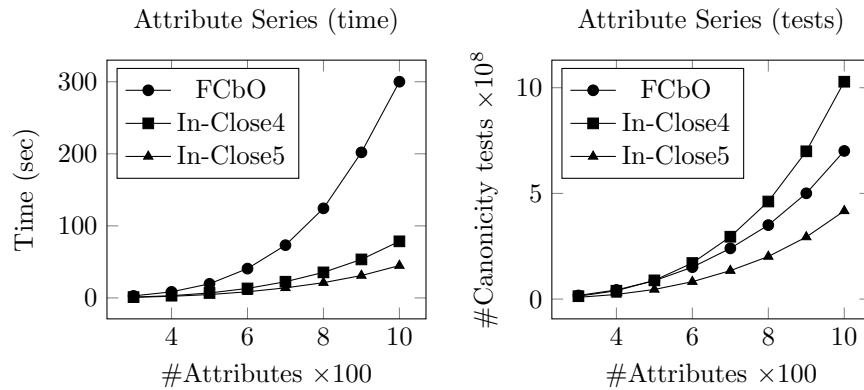 Attribute Series (time)
300
200
100
0
4
6
8
10
#Attributes ×100
Time (sec)
FCbO
In-Close4
In-Close5
Attribute Series (tests)
10
5
0
4
6
8
10
#Attributes ×100
#Canonicity tests ×10⁸
FCbO
In-Close4
In-Close5